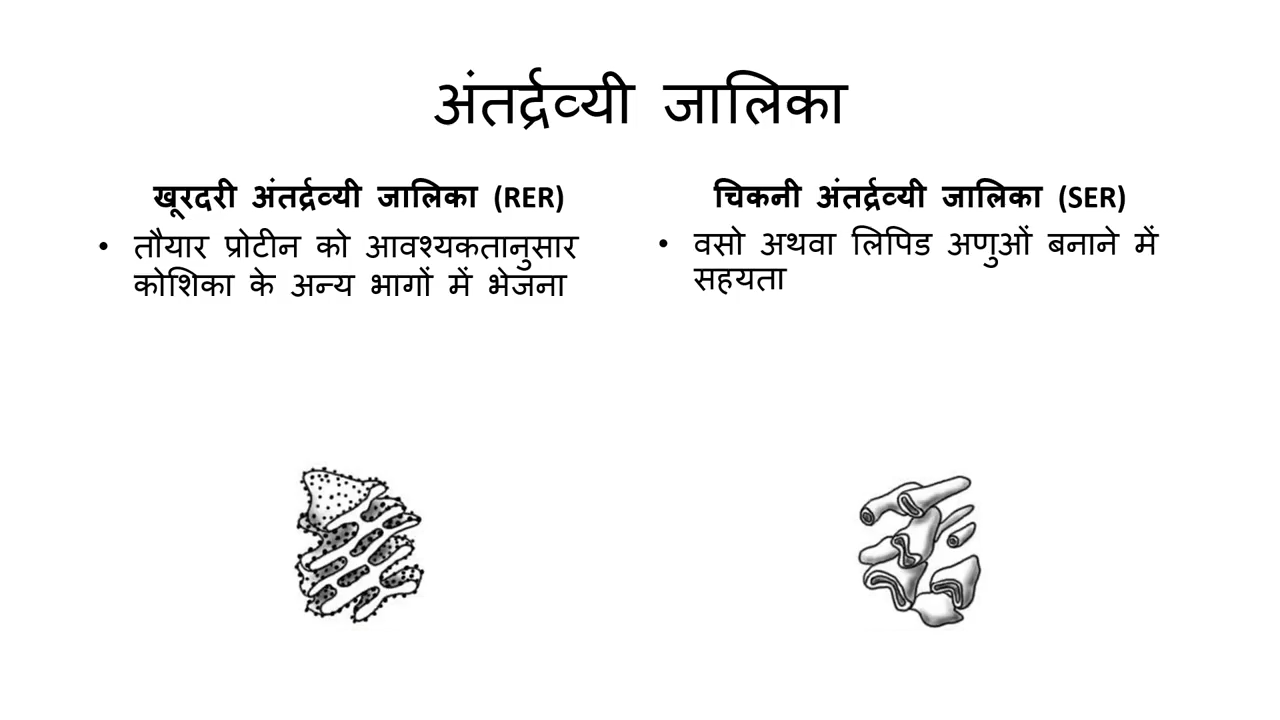 अंतर्द्रव्यी जालिका
खूरदरी अंतर्द्रव्यी जालिका (RER)
• तौयार प्रोटीन को आवश्यकतानुसार
कोशिका के अन्य भागों में भेजना
चिकनी अंतर्द्रव्यी जालिका (SER)
• वसो अथवा लिपिड अणुओं बनाने में
सहयता